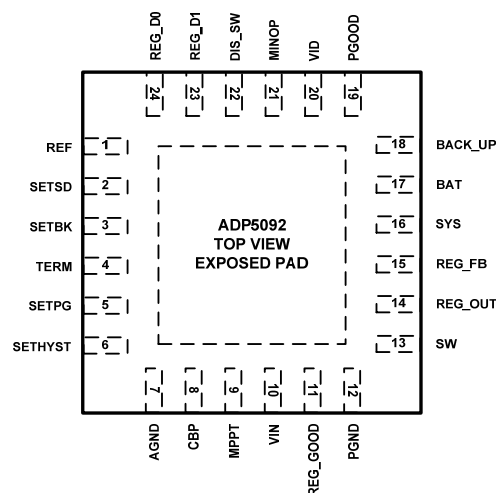 REG_D0
REG_D1
DIS_SW
MINOP
VID
PGOOD
24
23
22
21
20
19
REF 1
SETSD 2
SETBK 3
TERM 4
SETPG 5
SETHYST 6
ADP5092
TOP VIEW
EXPOSED PAD
18 BACK_UP
17 BAT
16 SYS
15 REG_FB
14 REG_OUT
13 SW
7
8
9
10
11
12
AGND
CBP
MPPT
VIN
REG_GOOD
PGND